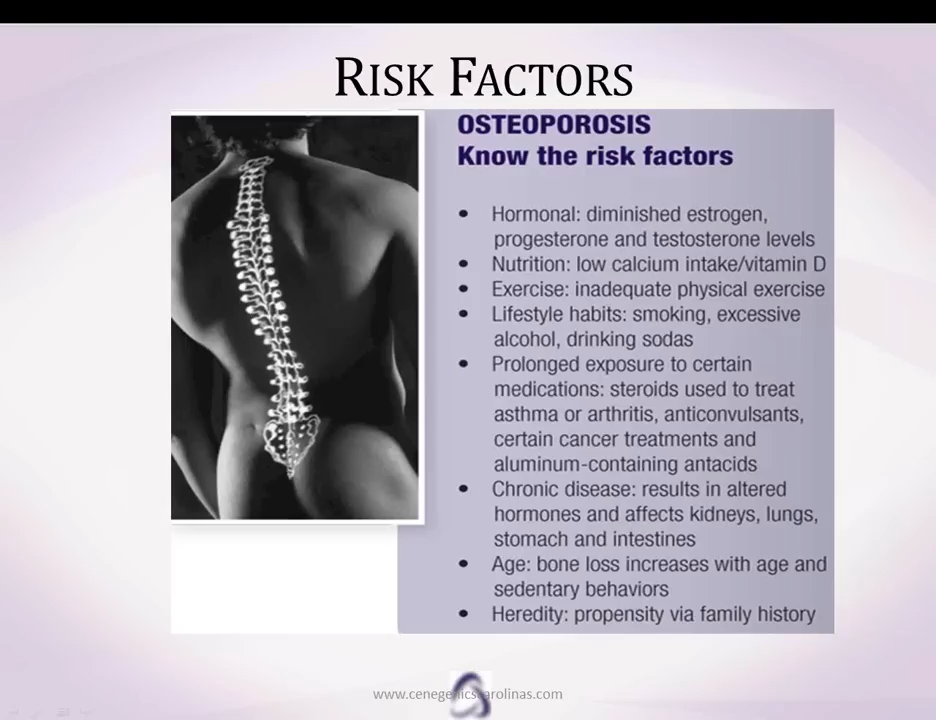 RISK FACTORS
OSTEOPOROSIS
Know the risk factors
• Hormonal: diminished estrogen,
progesterone and testosterone levels
• Nutrition: low calcium intake/vitamin D
• Exercise: inadequate physical exercise
• Lifestyle habits: smoking, excessive
alcohol, drinking sodas
• Prolonged exposure to certain
medications: steroids used to treat
asthma or arthritis, anticonvulsants,
certain cancer treatments and
aluminum-containing antacids
• Chronic disease: results in altered
hormones and affects kidneys, lungs,
stomach and intestines
• Age: bone loss increases with age and
sedentary behaviors
• Heredity: propensity via family history
www.cenegenicscarolinas.com